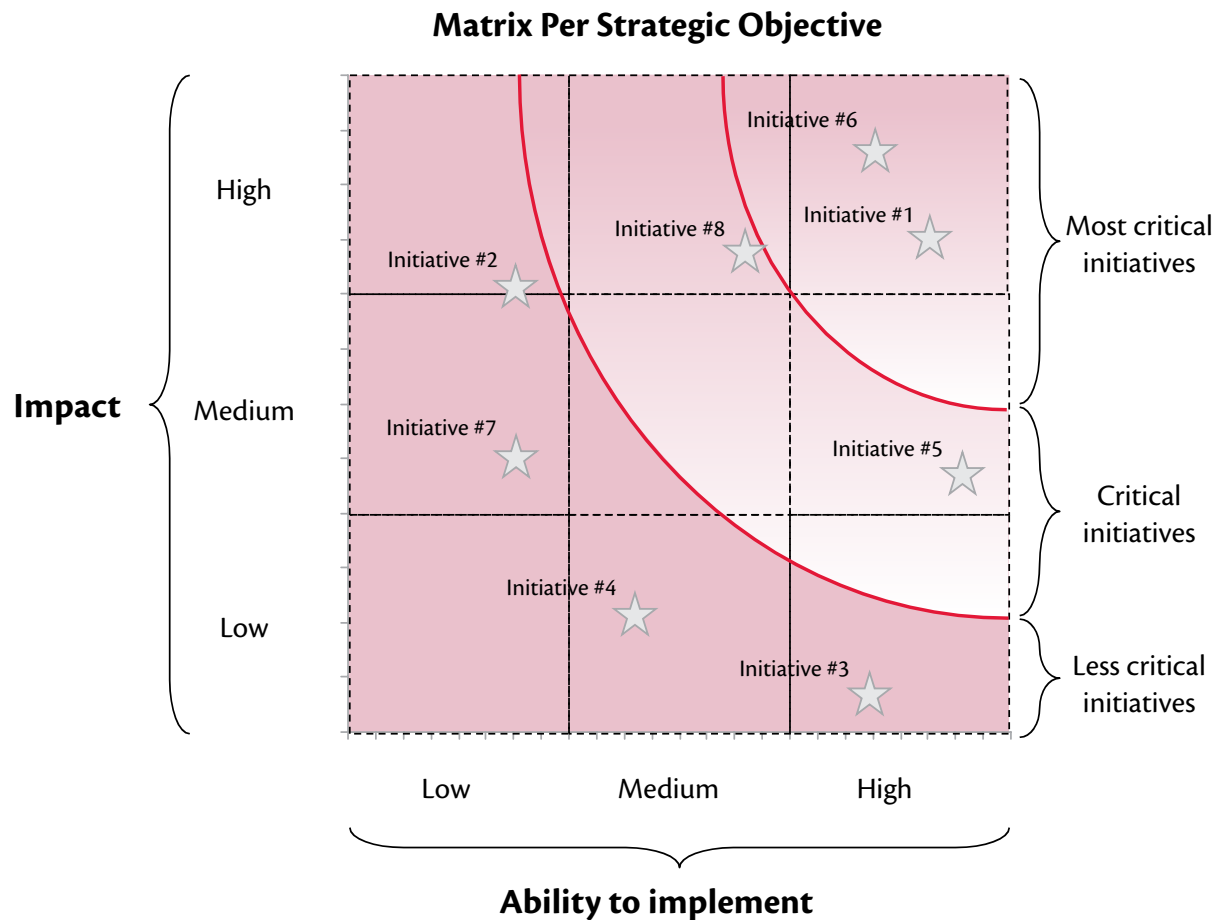 Matrix Per Strategic Objective
Initiative #6
High
Initiative #1
Initiative #8
Most critical
initiatives
Initiative #2
Impact
Medium
Initiative #7
Initiative #5
Critical
initiatives
Initiative #4
Low
Initiative #3
Less critical
initiatives
Low
Medium
High
Ability to implement